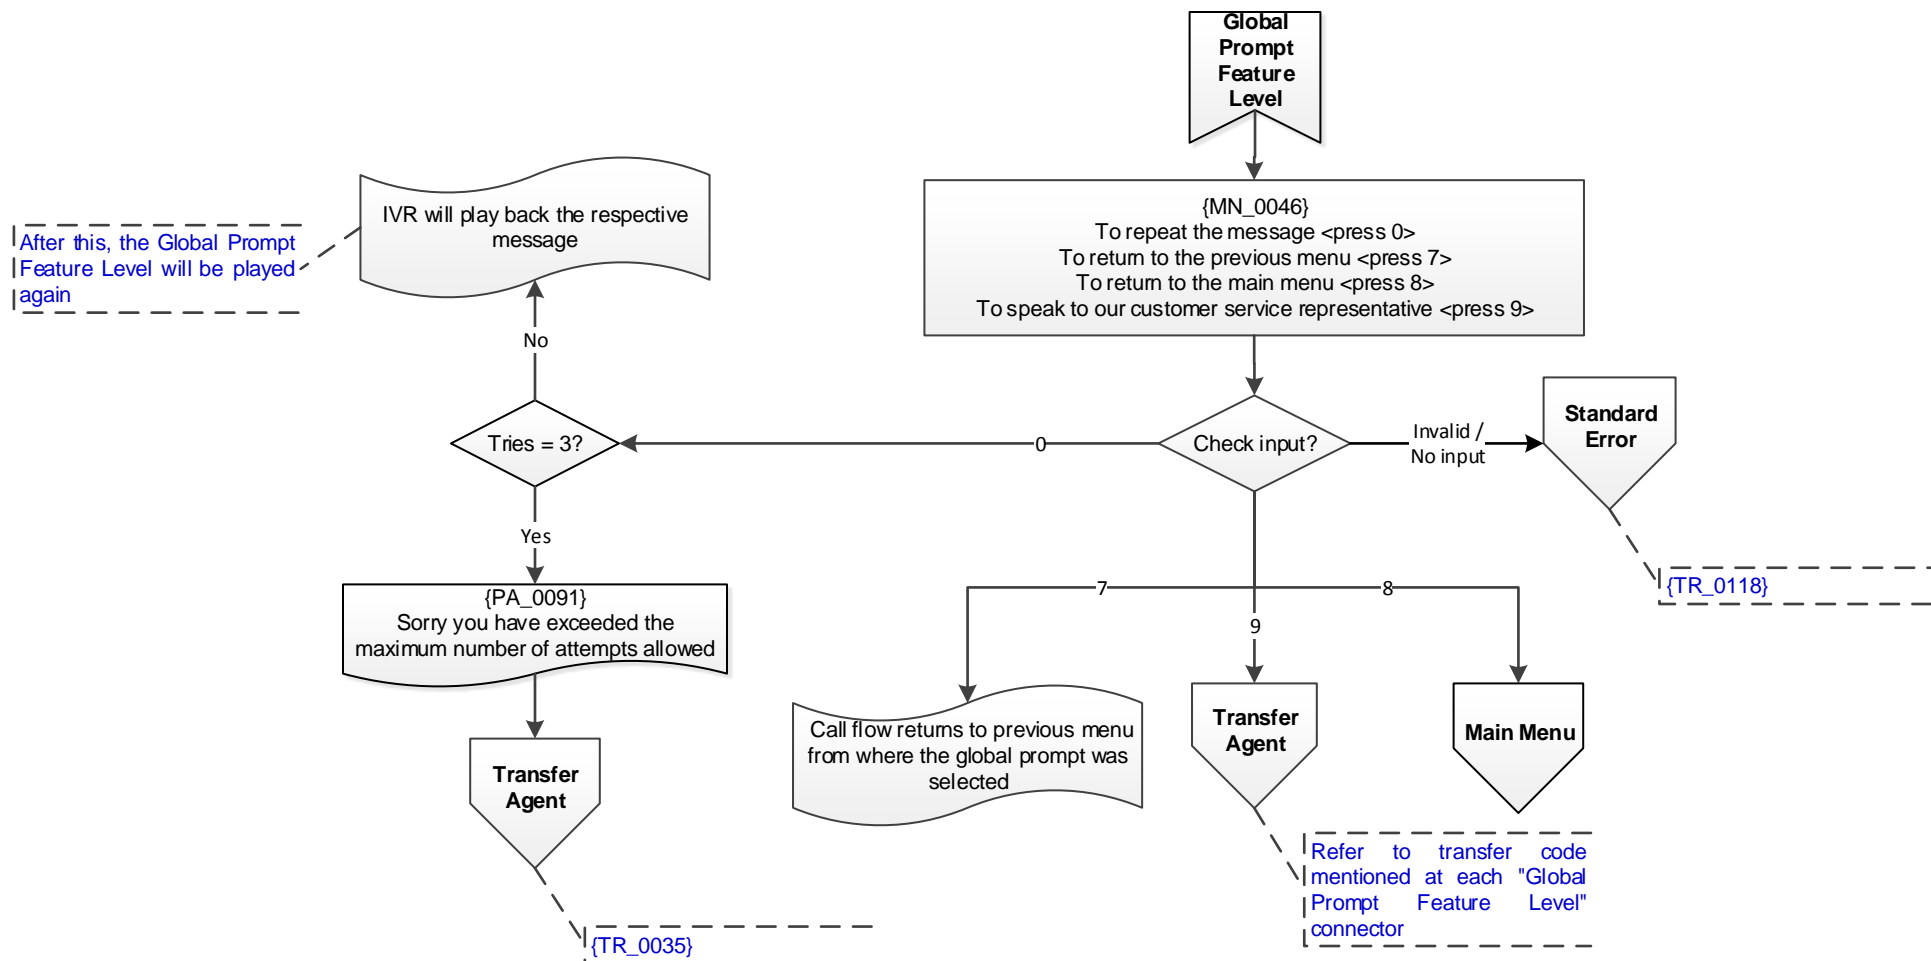 Global
Prompt
Feature
Level
{MN_0046}
To repeat the message <press 0>
To return to the previous menu <press 7>
To return to the main menu <press 8>
To speak to our customer service representative <press 9>
IVR will play back the respective
message
After this, the Global Prompt
Feature Level will be played
again
No
Tries = 3?
0
Check input?
Invalid /
No input
Standard
Error
{TR_0118}
Yes
{PA_0091}
Sorry you have exceeded the
maximum number of attempts allowed
Transfer
Agent
{TR_0035}
7
8
9
Call flow returns to previous menu
from where the global prompt was
selected
Transfer
Agent
Refer to transfer code
mentioned at each "Global
Prompt Feature Level"
connector
Main Menu